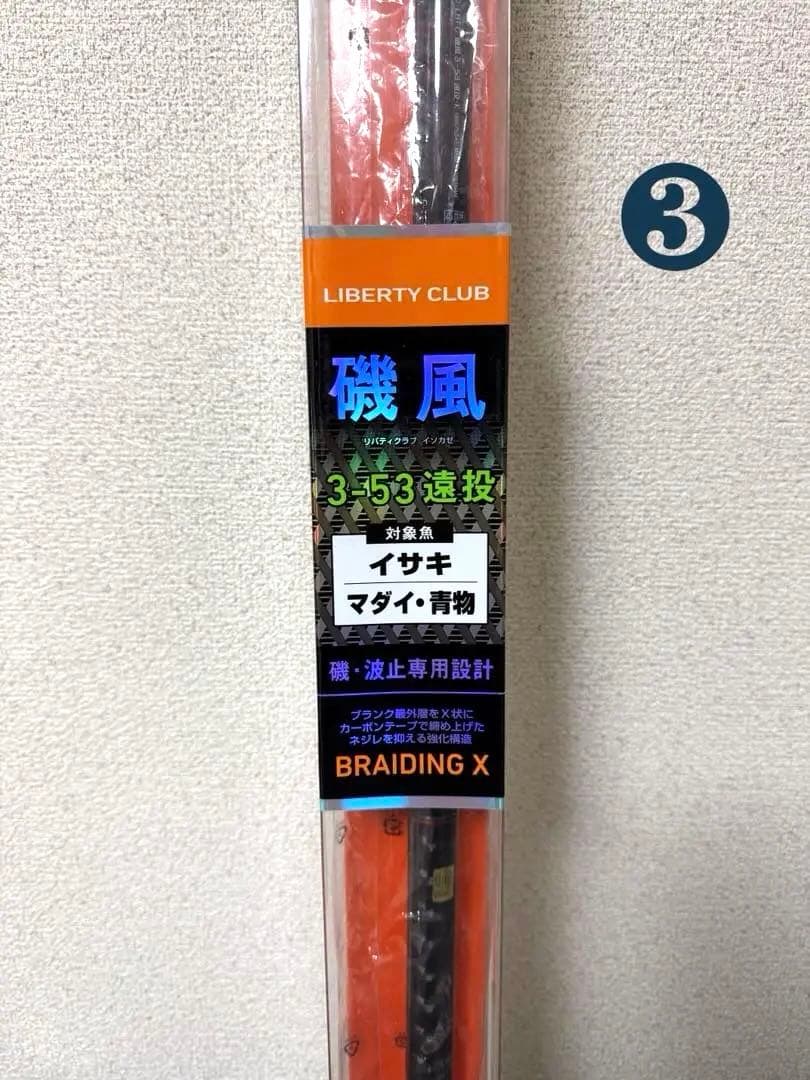 3
LIBERTY CLUB
磯風
リバティクラブ イソカゼ
3-53遠投
対象魚
イサキ
マダイ・青物
磯・波止専用設計
ブランク最外層をX状に
カーボンテープで締め上げた
ネジレを抑える強化構造
BRAIDING X